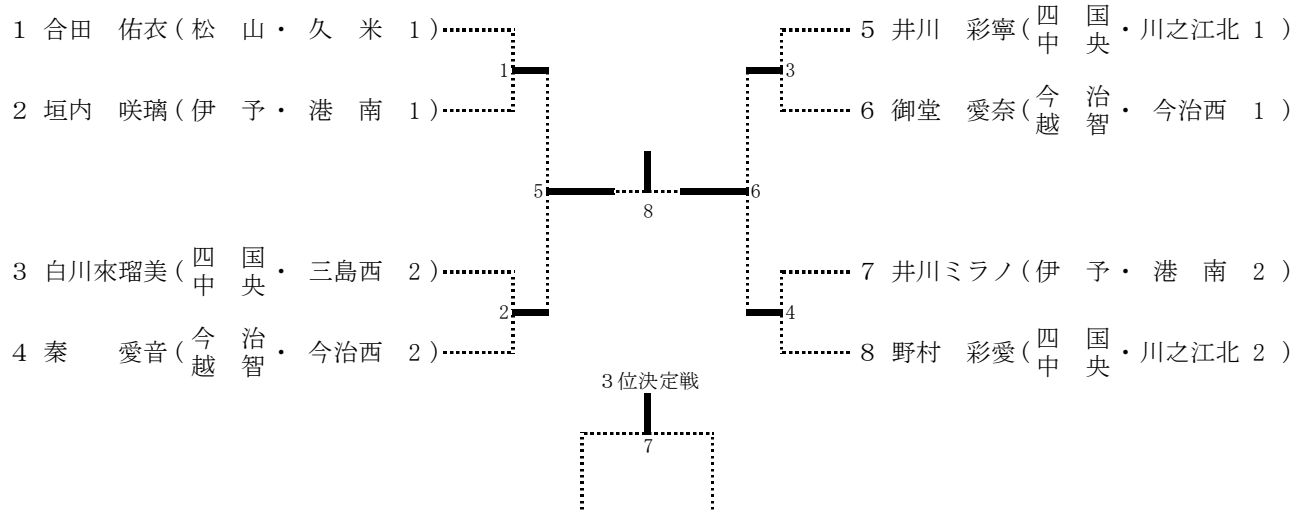 1 合田 佑衣 ( 松 山 ・ 久 米 1 )
2 垣内 咲璃 ( 伊 予 ・ 港 南 1 )
3 白川來瑠美 ( 四国中央 ・ 三島西 2 )
4 秦 愛音 ( 今治越智 ・ 今治西 2 )
1
2
5
8
5 井川 彩寧 ( 四国中央 ・ 川之江北 1 )
6 御堂 愛奈 ( 今治越智 ・ 今治西 1 )
7 井川ミラノ ( 伊 予 ・ 港 南 2 )
8 野村 彩愛 ( 四国中央 ・ 川之江北 2 )
3
4
6
3位決定戦
7